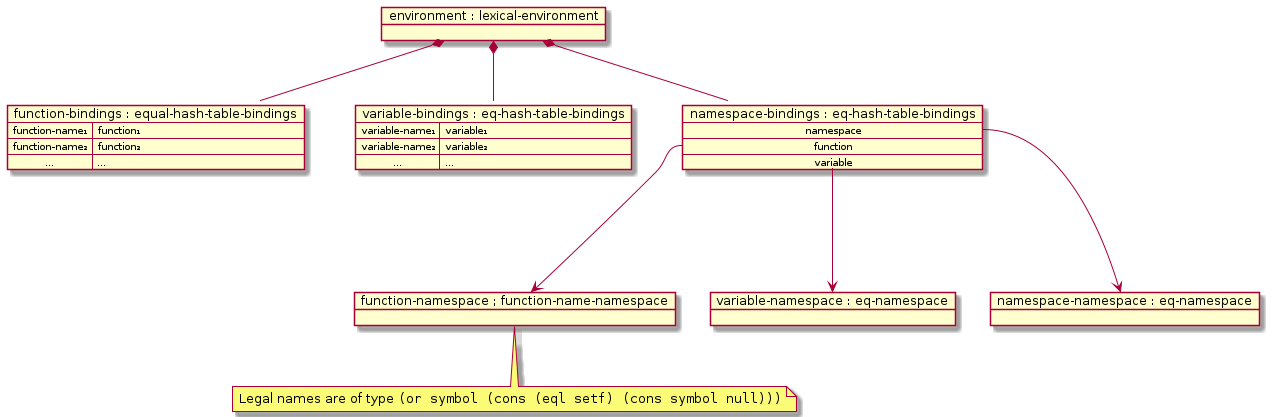 environment : lexical-environment
function-bindings : equal-hash-table-bindings
function-name₁ function₁
function-name₂ function₂
... ...
variable-bindings : eq-hash-table-bindings
variable-name₁ variable₁
variable-name₂ variable₂
... ...
namespace-bindings : eq-hash-table-bindings
namespace
function
variable
function-namespace ; function-name-namespace
variable-namespace : eq-namespace
namespace-namespace : eq-namespace
Legal names are of type (or symbol (cons (eql setf) (cons symbol null)))